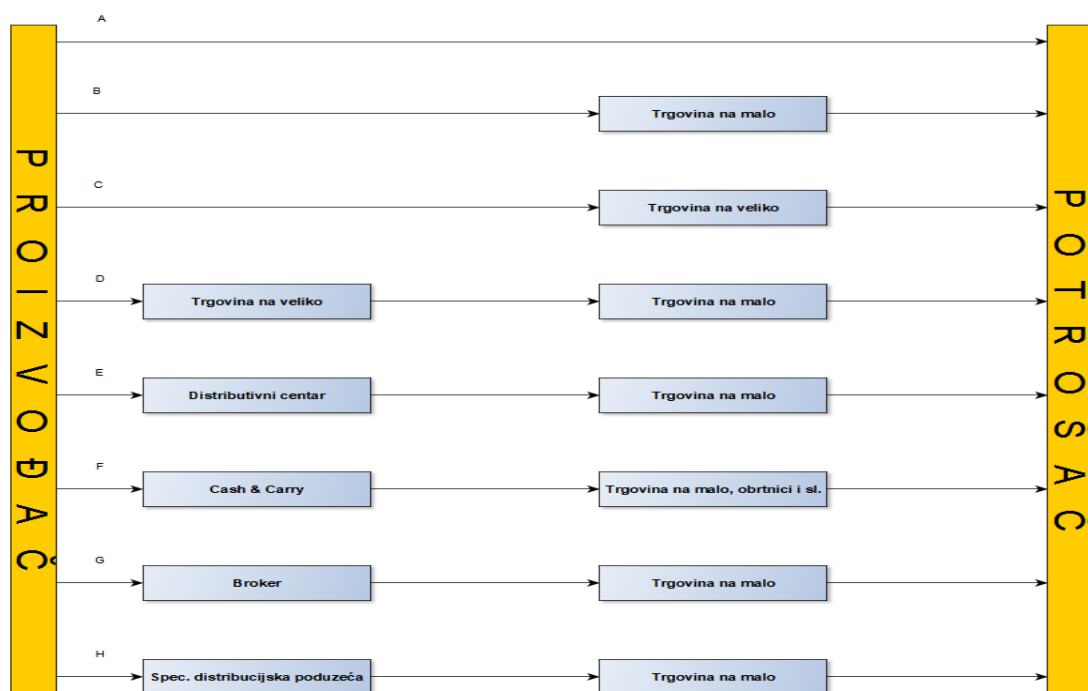 A
B
Trgovina na malo
C
Trgovina na veliko
D
Trgovina na veliko
Trgovina na malo
E
Distributivni centar
Trgovina na malo
F
Cash & Carry
Trgovina na malo, obrtnici i sl.
G
Broker
Trgovina na malo
H
Spec. distribucijska poduzeća
Trgovina na malo
PROIZVOĐAČ
POTROŠAČ